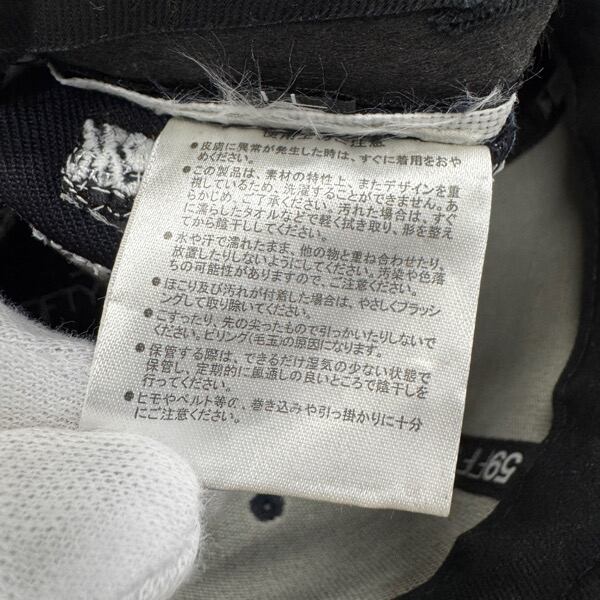 使用上のご注意
●皮膚に異常が発生した時は、すぐに着用をおや
めください。
●この製品は、素材の特性上、またデザインを重
視しているため、洗濯することができません。あ
らかじめ、ご了承ください。汚れた場合は、すぐ
に濡らしたタオルなどで軽く拭き取り、形を整え
てから陰干ししてください。
●水や汗で濡れたまま、他の物と重ね合わせたり、
放置したりしないようにしてください。汚染や色落
ちの可能性がありますので、ご注意ください。
●ほこり及び汚れが付着した場合は、やさしくブラッシ
ングして取り除いてください。
●こすったり、先の尖ったもので引っかいたりしないで
ください。ピリング(毛玉)の原因になります。
●保管する際は、できるだけ湿気の少ない状態で
保管し、定期的に風通しの良いところで陰干しを
行ってください。
●ヒモやベルト等の、巻き込みや引っ掛かりに十分
にご注意ください。
59F
FTY